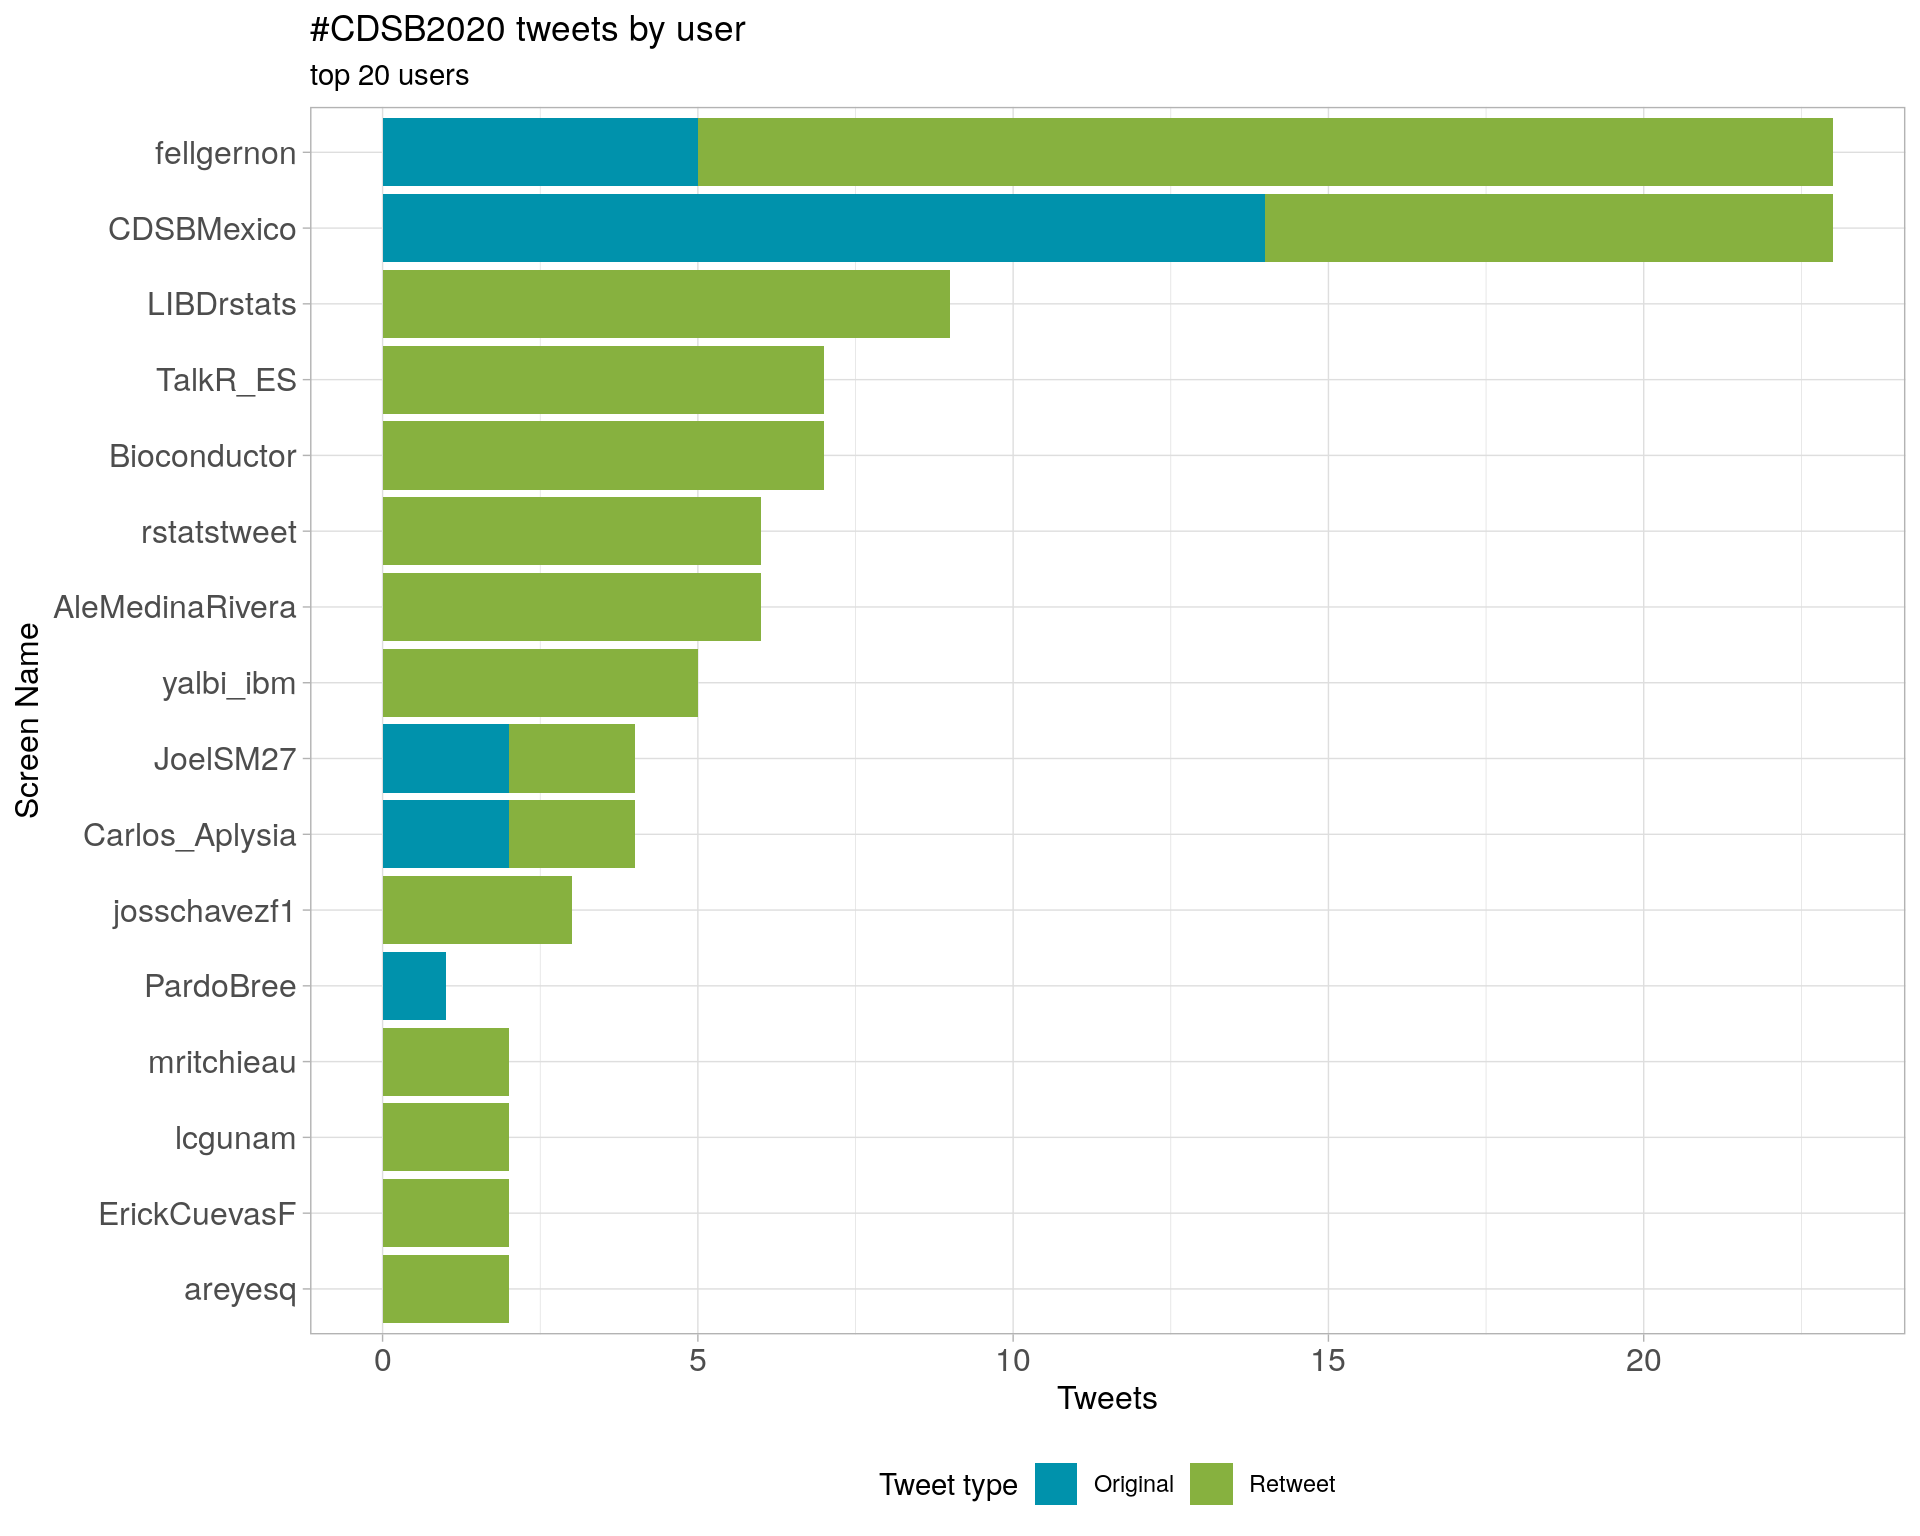 #CDSB2020 tweets by user
top 20 users
Screen Name
fellgernon
CDSBMexico
LIBDrstats
TalkR_ES
Bioconductor
rstatstweet
AleMedinaRivera
yalbi_ibm
JoelSM27
Carlos_Aplysia
josschavezf1
PardoBree
mritchieau
lcgunam
ErickCuevasF
areyesq
0 5 10 15 20
Tweets
Tweet type Original Retweet